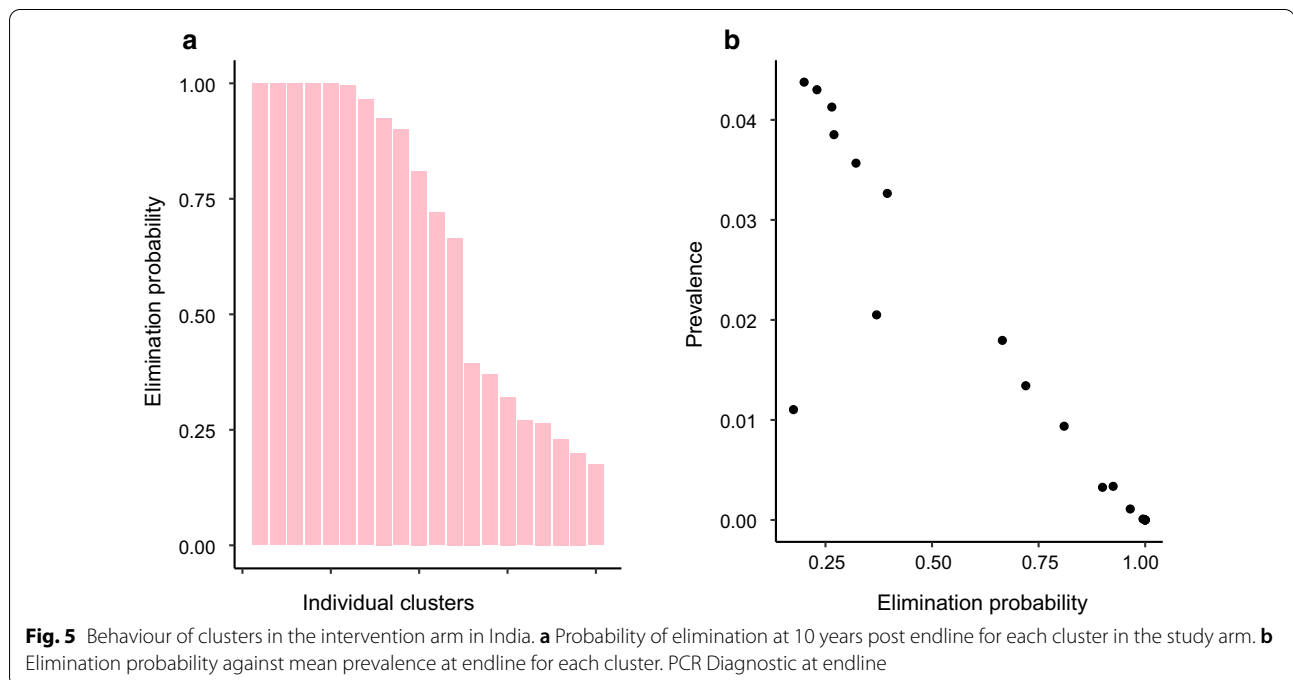 a
1.00
0.75
0.50
0.25
0.00
Elimination probability
Individual clusters
b
0.04
0.03
0.02
0.01
0.00
Prevalence
0.25 0.50 0.75 1.00
Elimination probability
Fig. 5 Behaviour of clusters in the intervention arm in India. a Probability of elimination at 10 years post endline for each cluster in the study arm. b
Elimination probability against mean prevalence at endline for each cluster. PCR Diagnostic at endline